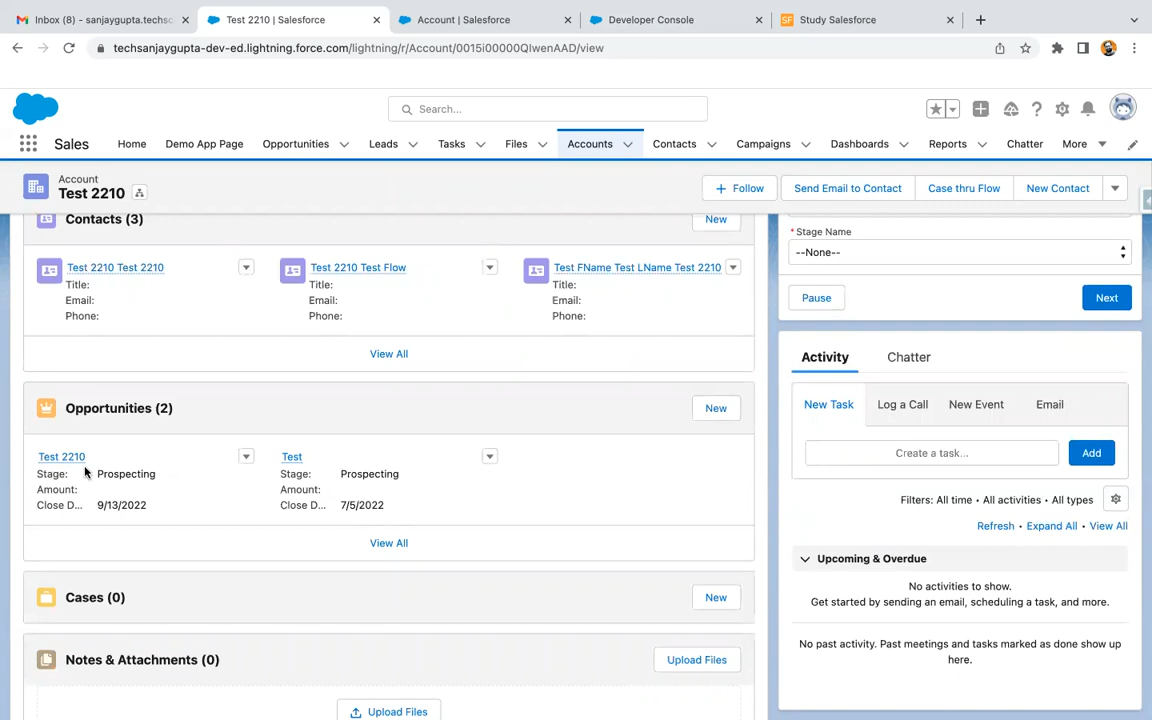 Inbox (93) - sanjaygupta.techsc
Test 2210 | Salesforce
Account | Salesforce
Developer Console
SF Study Salesforce
techsanjaygupta-dev-ed.lightning.force.com/lightning/r/Account/0015i00000QIwenAAD/view
Search...
Sales
Home
Demo App Page
Opportunities
Leads
Tasks
Files
Accounts
Contacts
Campaigns
Dashboards
Reports
Chatter
More
Account
Test 2210
Follow
Send Email to Contact
Case thru Flow
New Contact
Contacts (3)
New
Test 2210 Test 2210
Title:
Email:
Phone:
Test 2210 Test Flow
Title:
Email:
Phone:
Test FName Test LName Test 2210
Title:
Email:
Phone:
View All
Opportunities (2)
New
Test 2210
Stage: Prospecting
Amount:
Close D... 9/13/2022
Test
Stage: Prospecting
Amount:
Close D... 7/5/2022
View All
Cases (0)
New
Notes & Attachments (0)
Upload Files
Upload Files
* Stage Name
--None--
Pause
Next
Activity
Chatter
New Task
Log a Call
New Event
Email
Create a task...
Add
Filters: All time • All activities • All types
Refresh • Expand All • View All
Upcoming & Overdue
No activities to show.
Get started by sending an email, scheduling a task, and more.
No past activity. Past meetings and tasks marked as done show up
here.